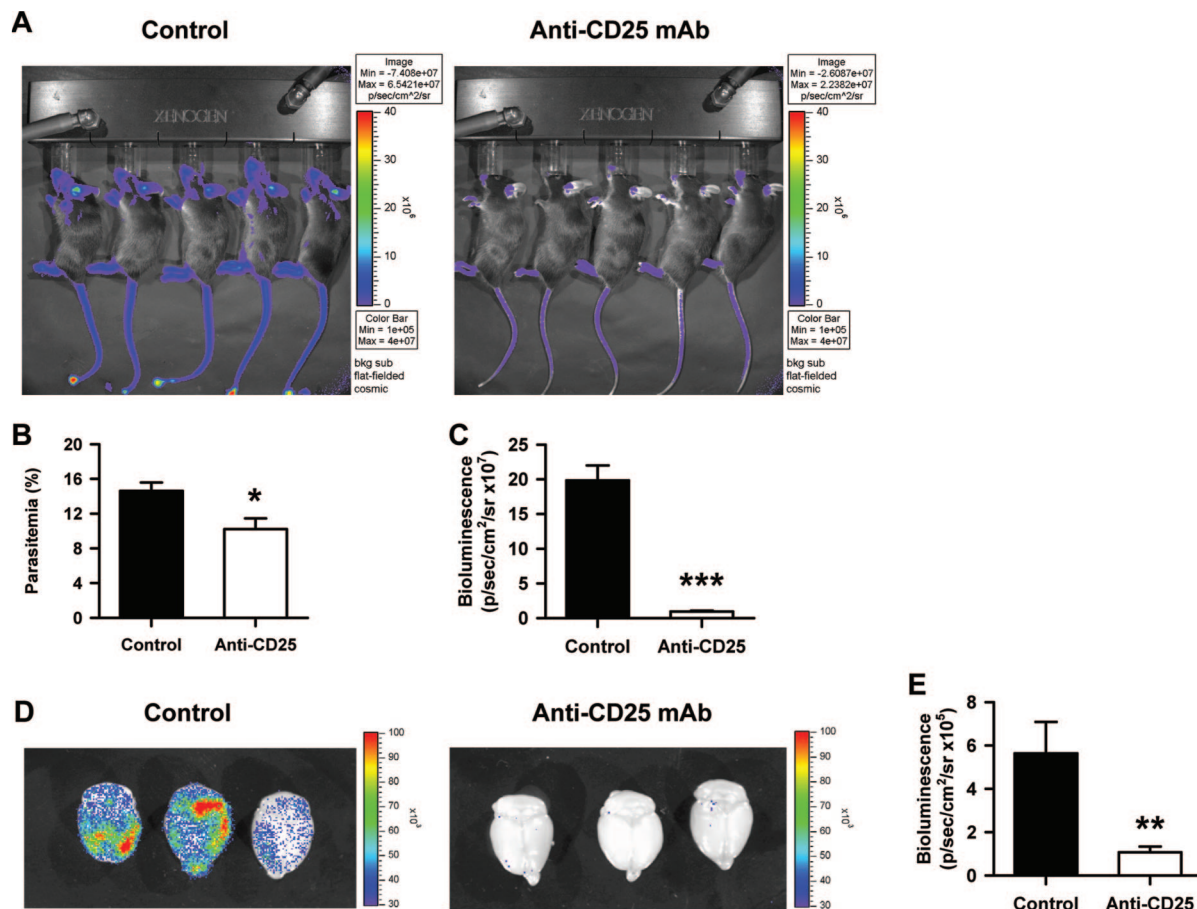 A
Control
Anti-CD25 mAb
Image
Min = -7.408e+07
Max = 6.5421e+07
p/sec/cm^2/sr
40
30
20
10
0
x10⁶
Color Bar
Min = 1e+05
Max = 4e+07
bkg sub
flat-fielded
cosmic
XENOGEN
Image
Min = -2.6087e+07
Max = 2.2382e+07
p/sec/cm^2/sr
40
30
20
10
0
x10⁶
Color Bar
Min = 1e+05
Max = 4e+07
bkg sub
flat-fielded
cosmic
XENOGEN
B
Parasitemia (%)
20
16
12
8
4
0
*
Control
Anti-CD25
C
Bioluminescence
(p/sec/cm²/sr x10⁷)
25
20
15
10
5
0
***
Control
Anti-CD25
D
Control
100
90
80
70
60
50
40
30
x10³
Anti-CD25 mAb
100
90
80
70
60
50
40
30
x10³
E
Bioluminescence
(p/sec/cm²/sr x10⁵)
8
6
4
2
0
**
Control
Anti-CD25